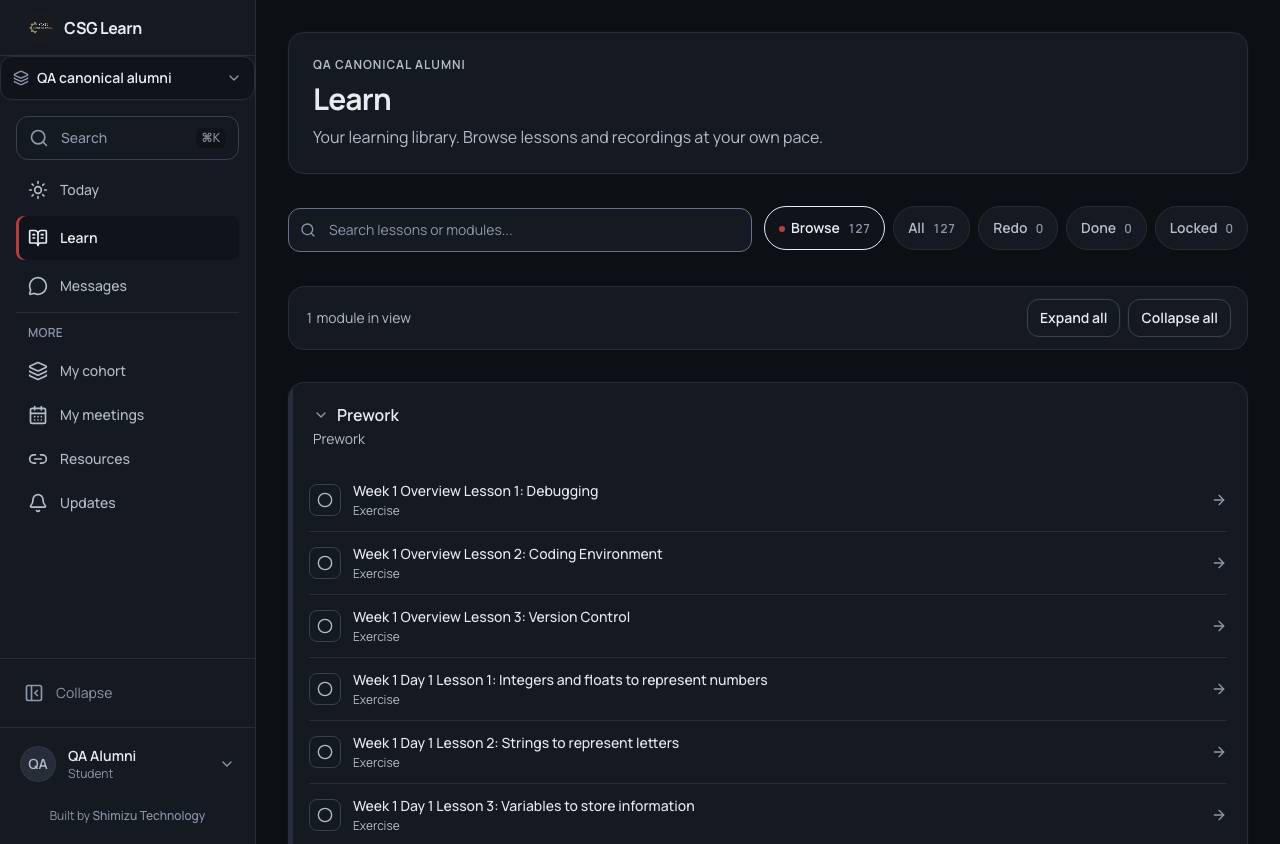 CSG Learn
QA canonical alumni
Search ⌘K
Today
Learn
Messages
MORE
My cohort
My meetings
Resources
Updates
Collapse
QA
QA Alumni
Student
Built by Shimizu Technology
QA CANONICAL ALUMNI
Learn
Your learning library. Browse lessons and recordings at your own pace.
Search lessons or modules...
Browse 127
All 127
Redo 0
Done 0
Locked 0
1 module in view
Expand all
Collapse all
Prework
Prework
Week 1 Overview Lesson 1: Debugging
Exercise
Week 1 Overview Lesson 2: Coding Environment
Exercise
Week 1 Overview Lesson 3: Version Control
Exercise
Week 1 Day 1 Lesson 1: Integers and floats to represent numbers
Exercise
Week 1 Day 1 Lesson 2: Strings to represent letters
Exercise
Week 1 Day 1 Lesson 3: Variables to store information
Exercise